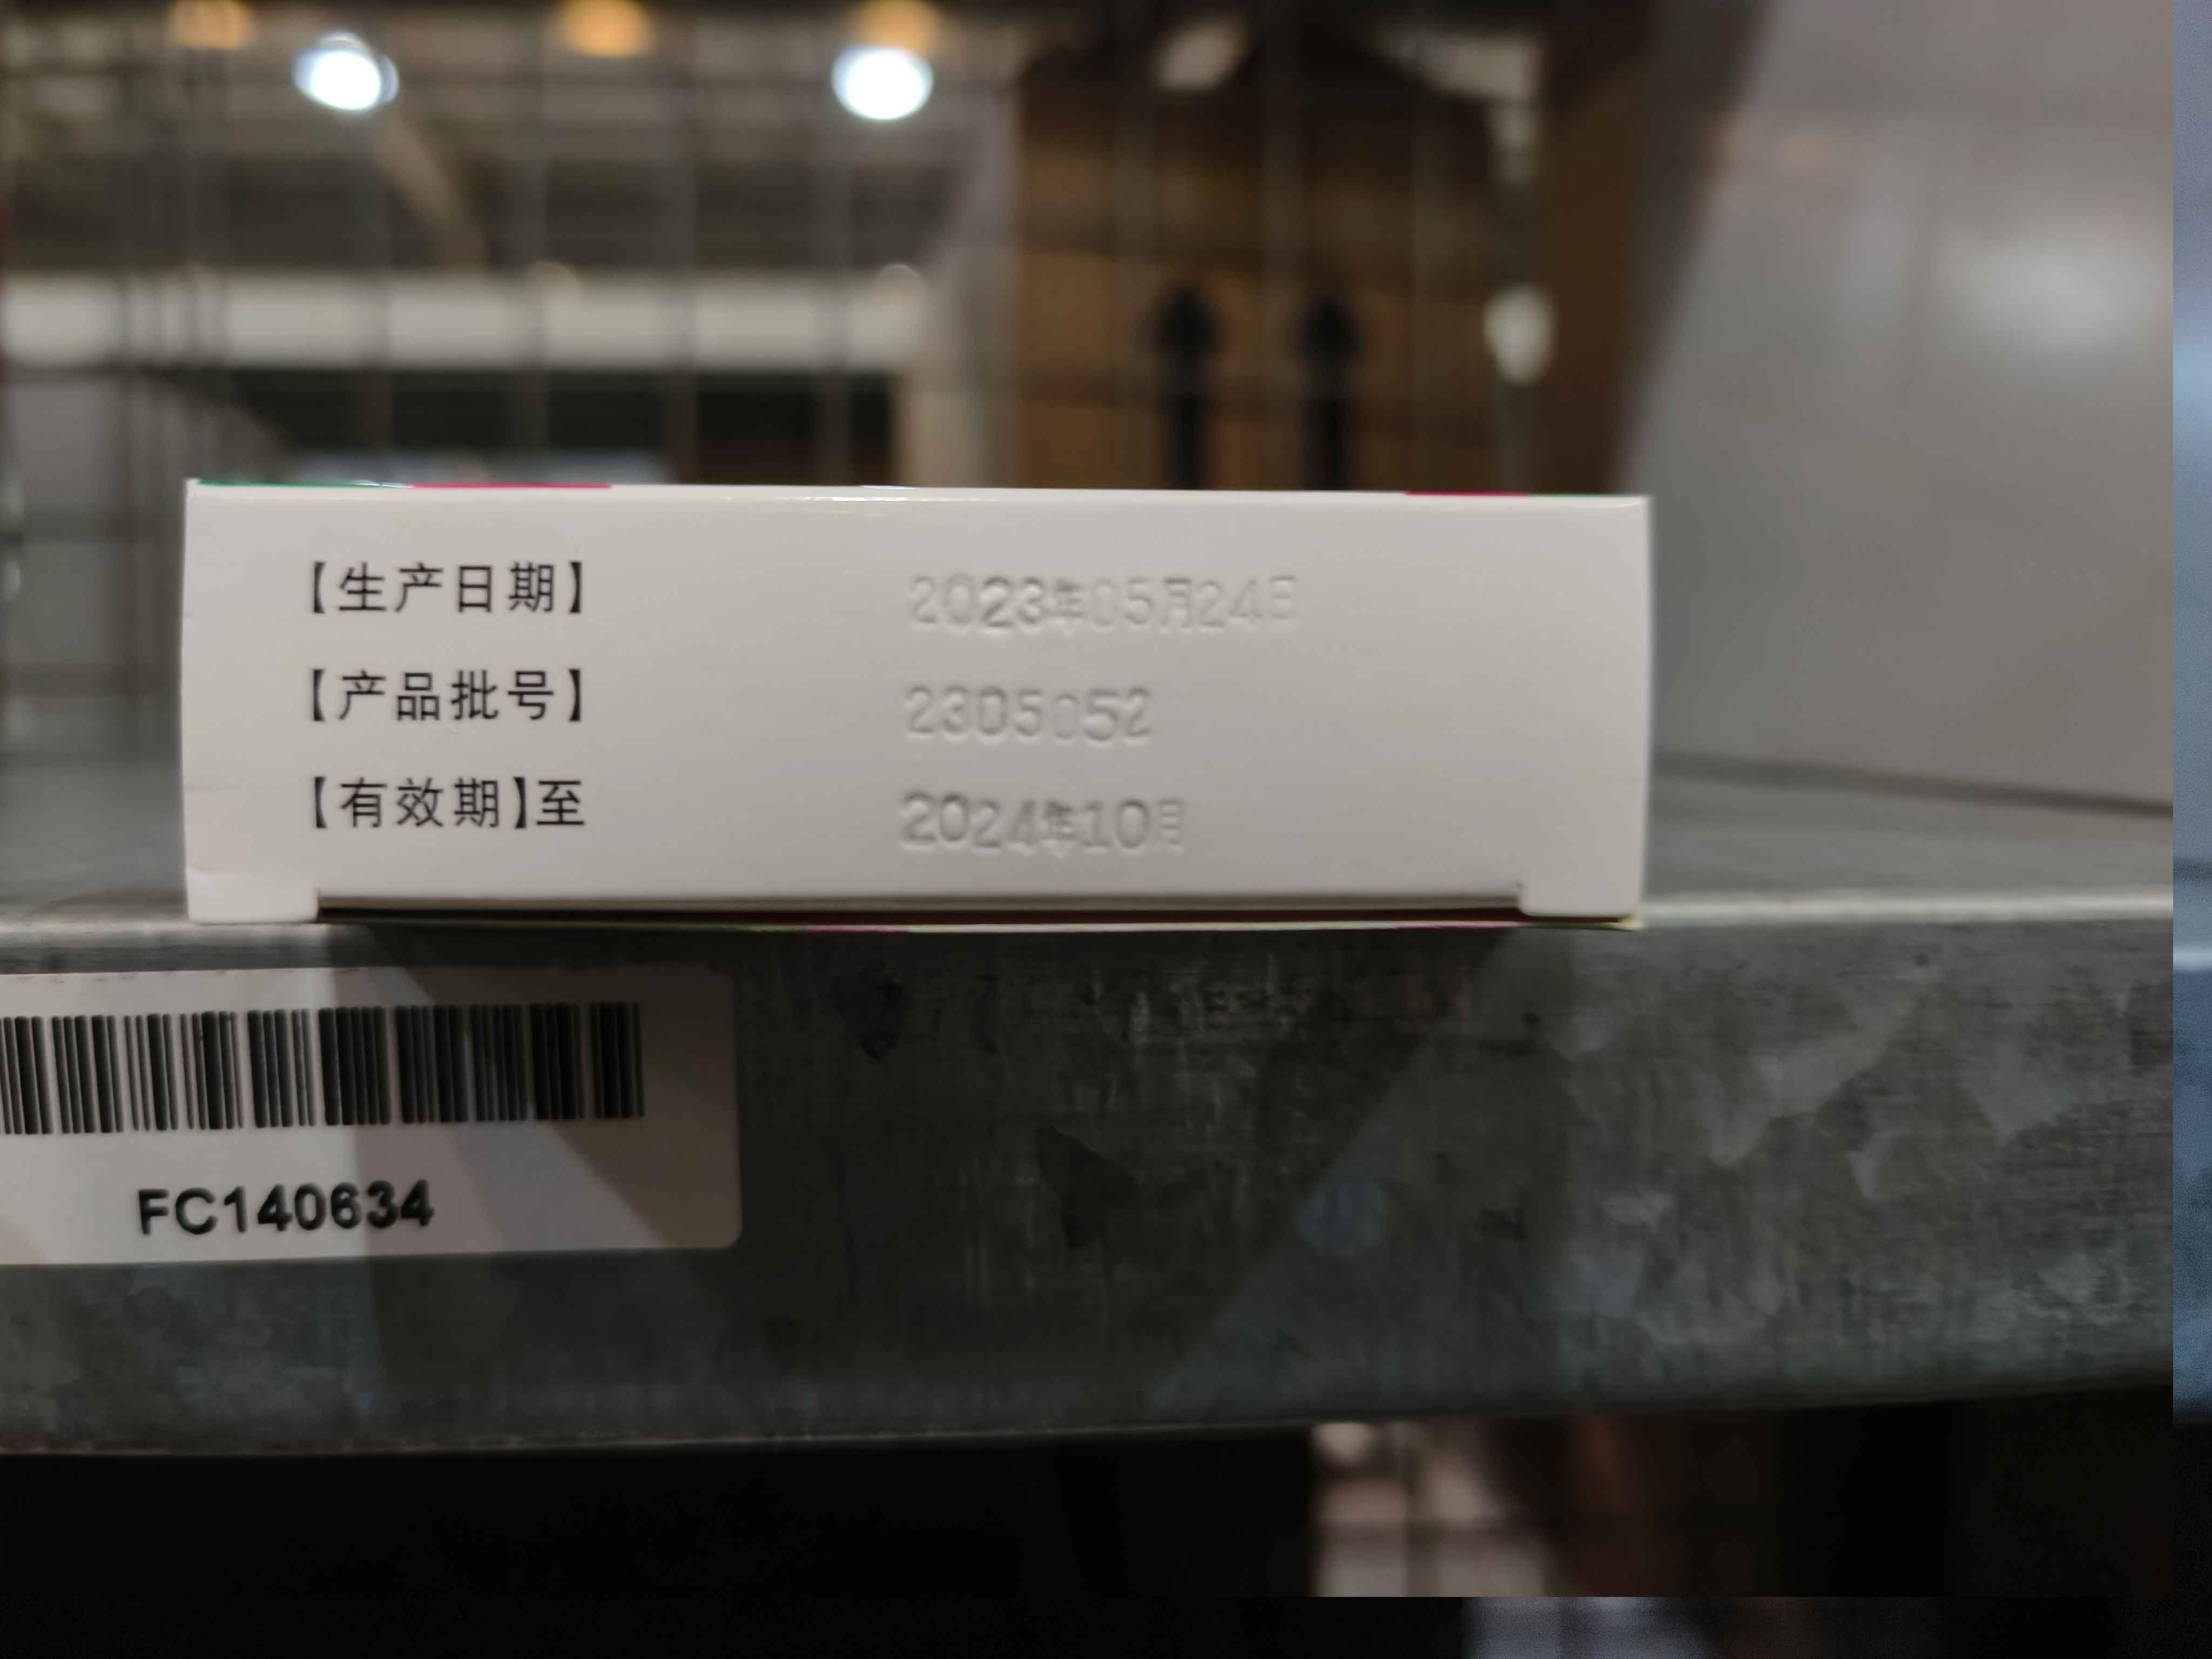 【生产日期】 2023年05月24日
【产品批号】 2305052
【有效期】至 2024年10月
FC140634